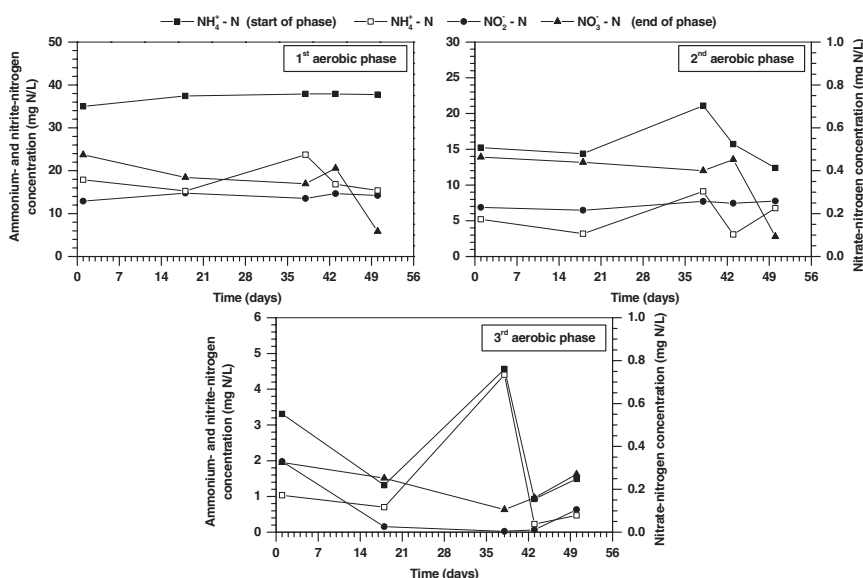 NH₄⁺ - N (start of phase) NH₄⁺ - N NO₂⁻ - N NO₃⁻ - N (end of phase)
Ammonium- and nitrite-nitrogen
concentration (mg N/L)
50
40
30
20
10
0
1st aerobic phase
0 7 14 21 28 35 42 49 56
Time (days)
30
25
20
15
10
5
0
2nd aerobic phase
1.0
0.8
0.6
0.4
0.2
0.0
Nitrate-nitrogen concentration (mg N/L)
0 7 14 21 28 35 42 49 56
Time (days)
Ammonium- and nitrite-nitrogen
concentration (mg N/L)
6
5
4
3
2
1
0
3rd aerobic phase
1.0
0.8
0.6
0.4
0.2
0.0
Nitrate-nitrogen concentration (mg N/L)
0 7 14 21 28 35 42 49 56
Time (days)